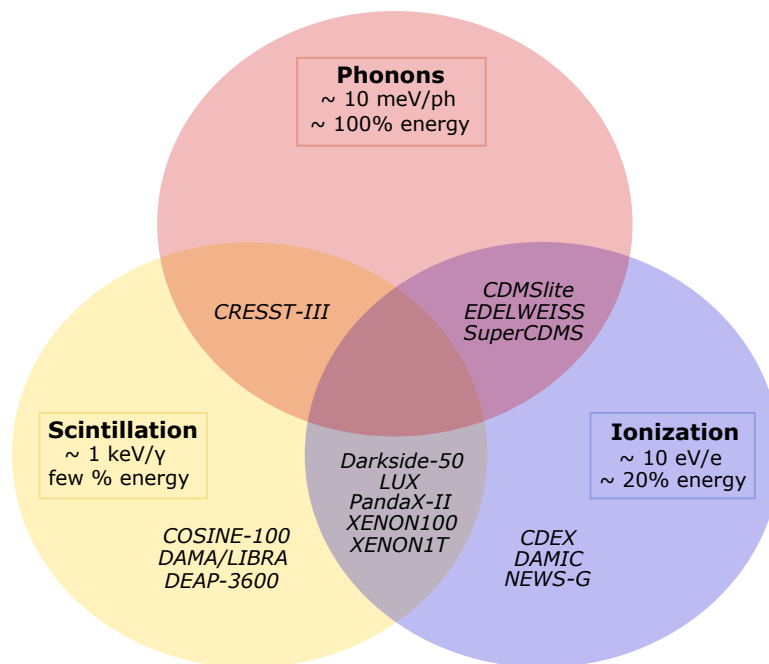 Phonons
~ 10 meV/ph
~ 100% energy
CRESST-III
CDMSlite
EDELWEISS
SuperCDMS
Scintillation
~ 1 keV/γ
few % energy
Ionization
~ 10 eV/e
~ 20% energy
Darkside-50
LUX
PandaX-II
XENON100
XENON1T
COSINE-100
DAMA/LIBRA
DEAP-3600
CDEX
DAMIC
NEWS-G